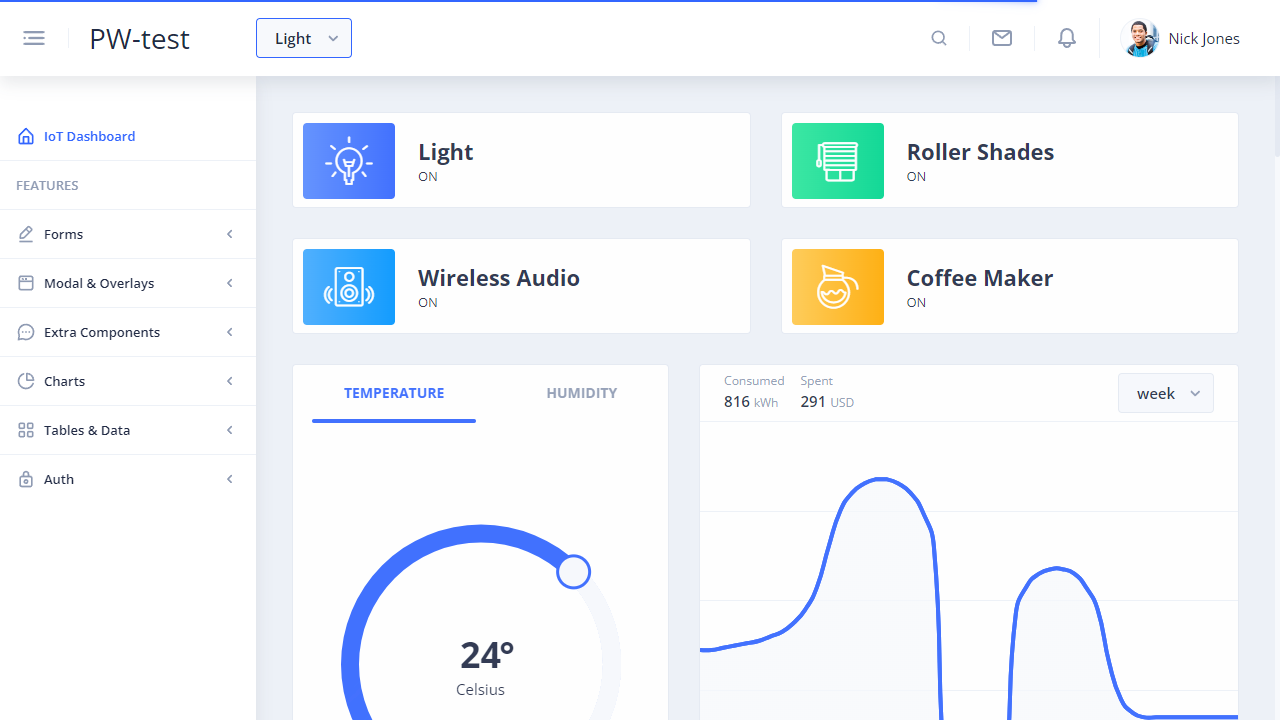 PW-test
Light
Nick Jones
IoT Dashboard
FEATURES
Forms
Modal & Overlays
Extra Components
Charts
Tables & Data
Auth
Light
ON
Roller Shades
ON
Wireless Audio
ON
Coffee Maker
ON
TEMPERATURE
HUMIDITY
24°
Celsius
Consumed
816 kWh
Spent
291 USD
week